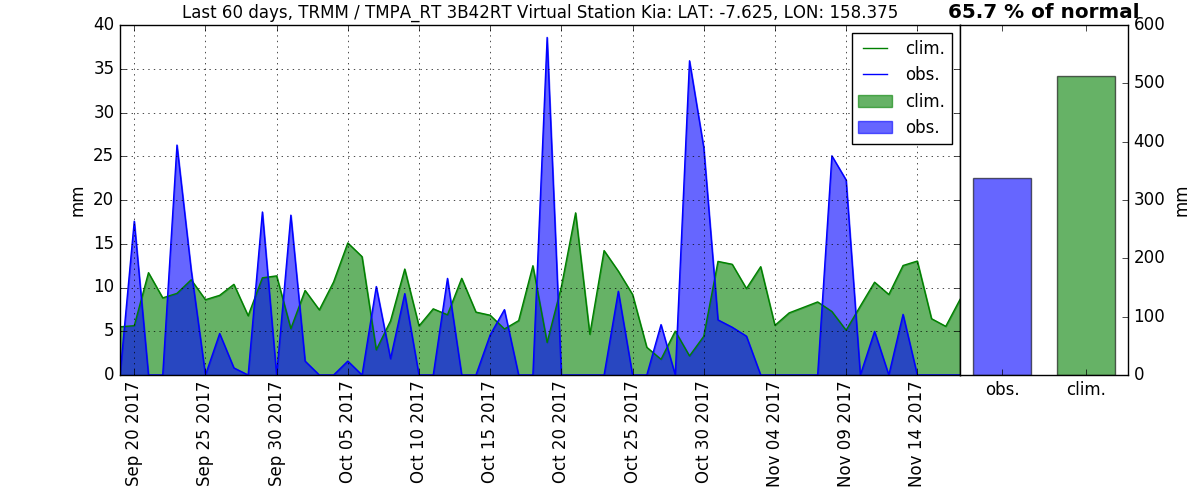 Last 60 days, TRMM / TMPA_RT 3B42RT Virtual Station Kia: LAT: -7.625, LON: 158.375
65.7 % of normal
40
35
30
25
20
15
10
5
0
mm
clim.
obs.
clim.
obs.
600
500
400
300
200
100
0
mm
Sep 20 2017
Sep 25 2017
Sep 30 2017
Oct 05 2017
Oct 10 2017
Oct 15 2017
Oct 20 2017
Oct 25 2017
Oct 30 2017
Nov 04 2017
Nov 09 2017
Nov 14 2017
obs.
clim.